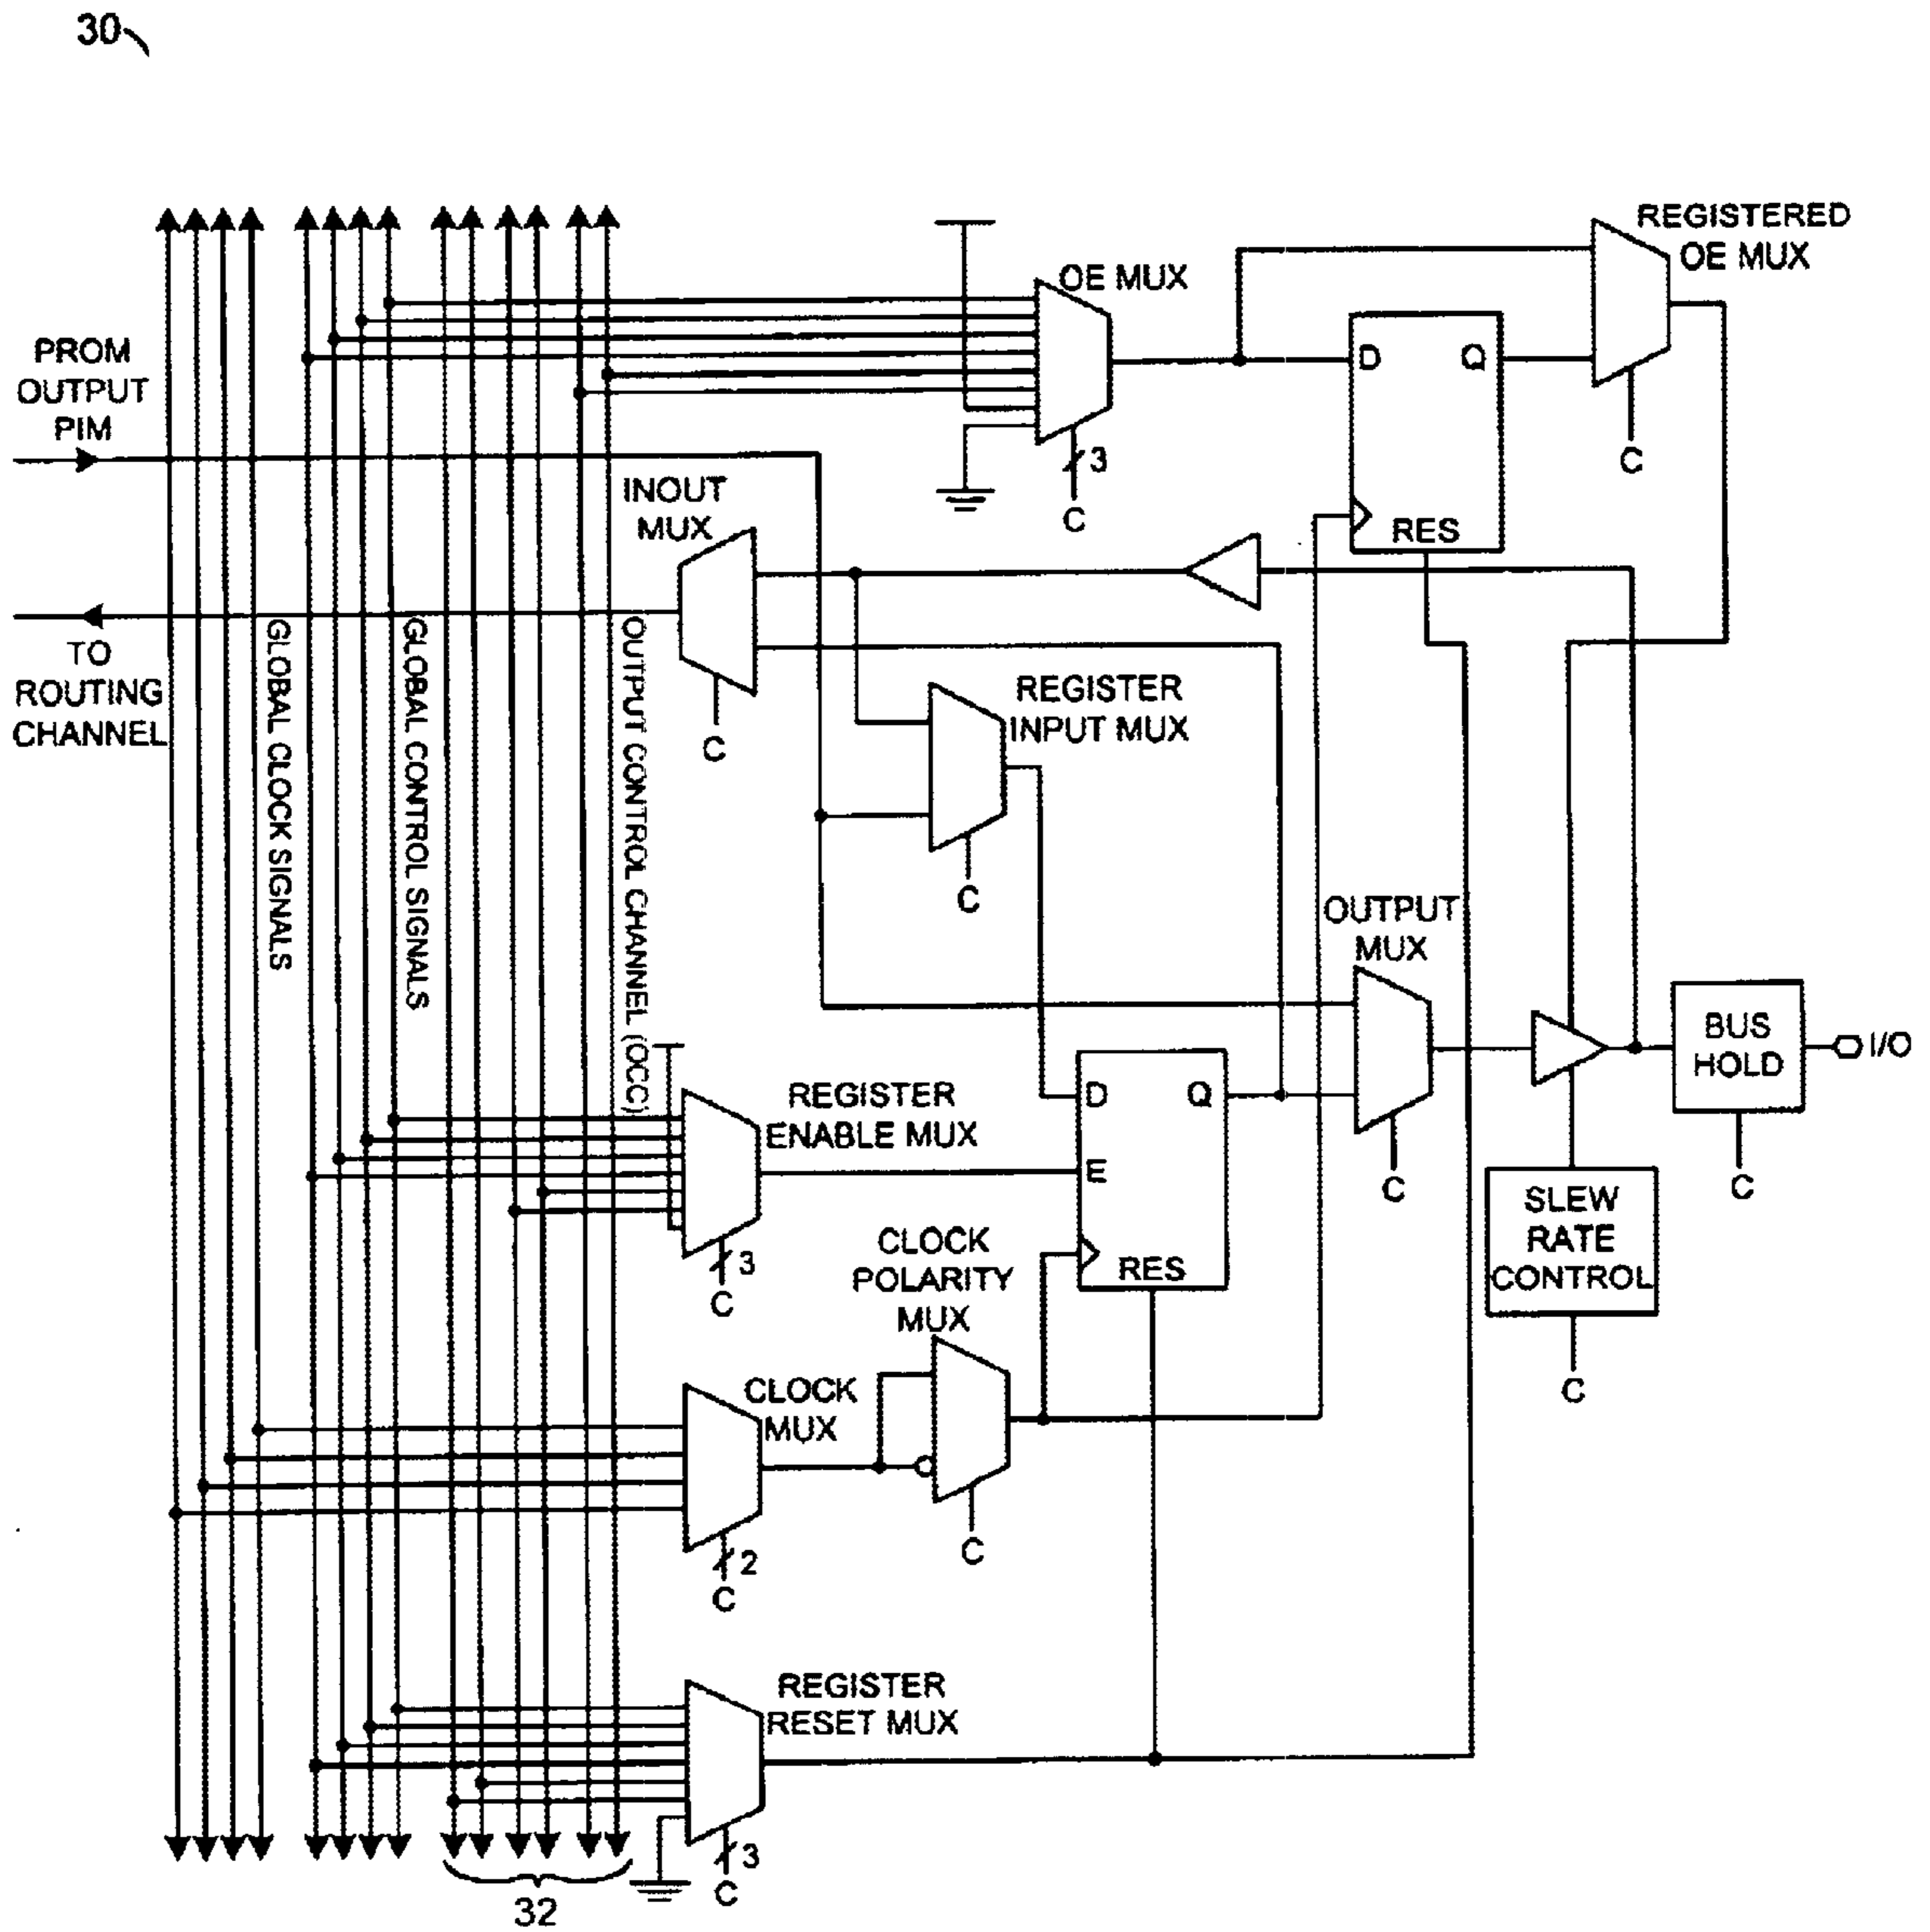 30
REGISTERED
OE MUX
OE MUX
PROM
OUTPUT
PIM
D
Q
3
C
C
INOUT
MUX
RES
TO
ROUTING
CHANNEL
GLOBAL CLOCK SIGNALS
GLOBAL CONTROL SIGNALS
OUTPUT CONTROL CHANNEL (OCC)
C
REGISTER
INPUT MUX
C
OUTPUT
MUX
BUS
HOLD
I/O
REGISTER
ENABLE MUX
D
Q
E
C
C
SLEW
RATE
CONTROL
3
C
CLOCK
POLARITY
MUX
RES
C
CLOCK
MUX
2
C
C
REGISTER
RESET MUX
3
C
32